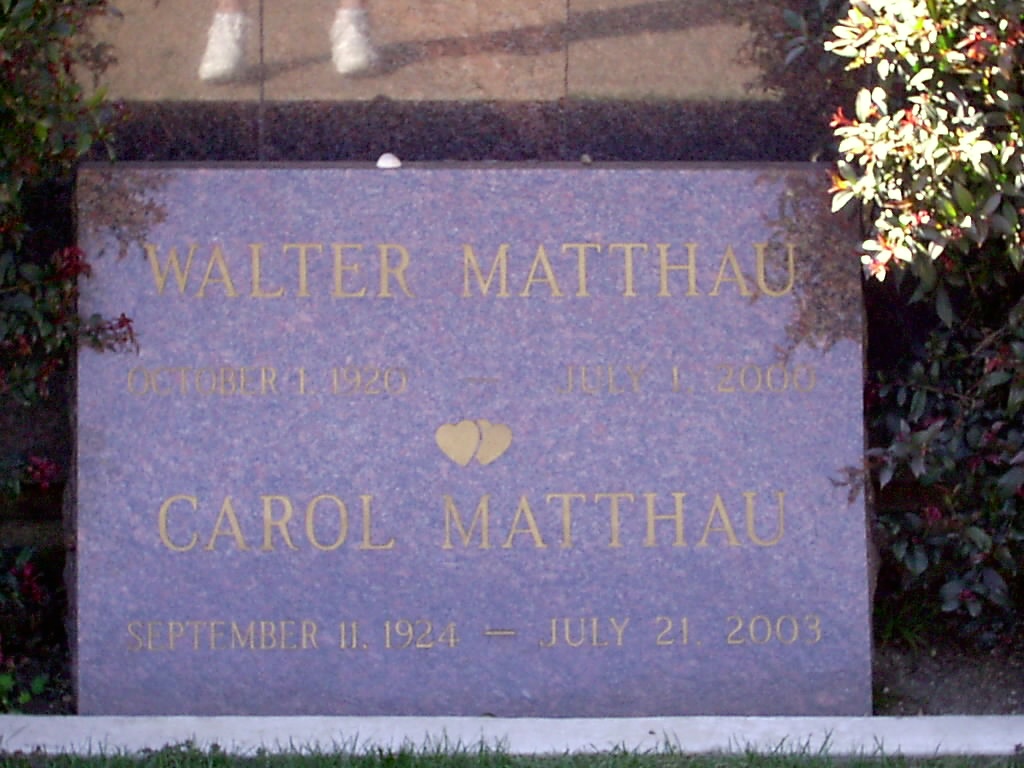 WALTER MATTHAU
OCTOBER 1, 1920 — JULY 1, 2000
CAROL MATTHAU
SEPTEMBER 11, 1924 — JULY 21, 2003